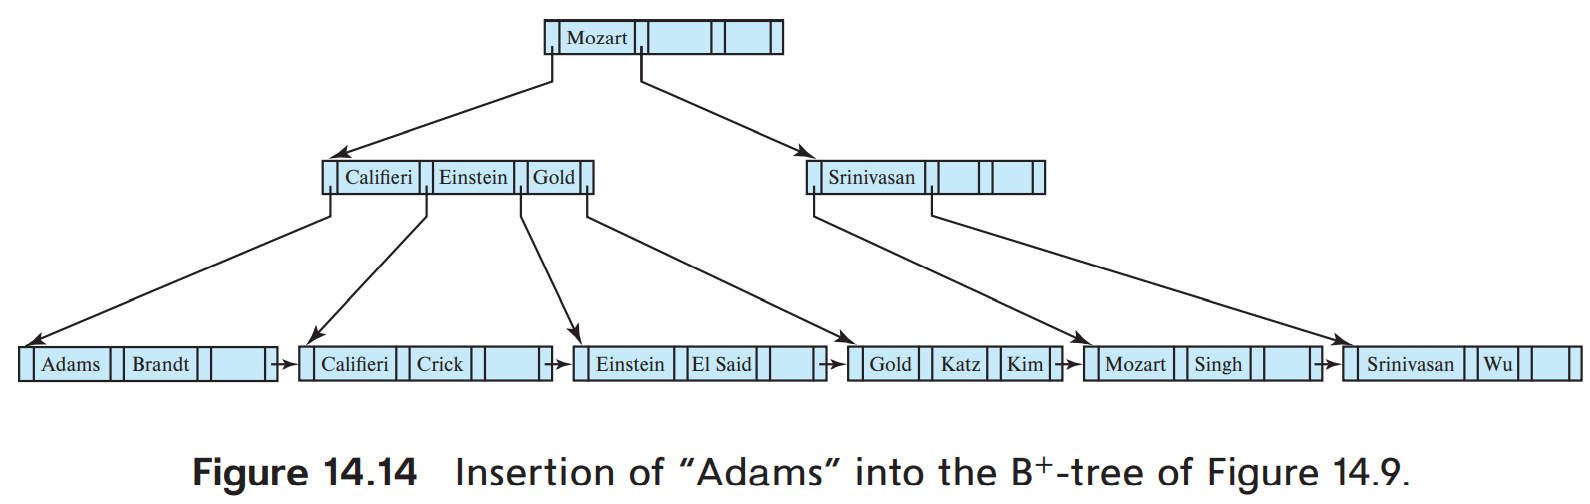 Mozart
Califieri Einstein Gold
Srinivasan
Adams Brandt
Califieri Crick
Einstein El Said
Gold Katz Kim
Mozart Singh
Srinivasan Wu
Figure 14.14 Insertion of “Adams” into the B+-tree of Figure 14.9.